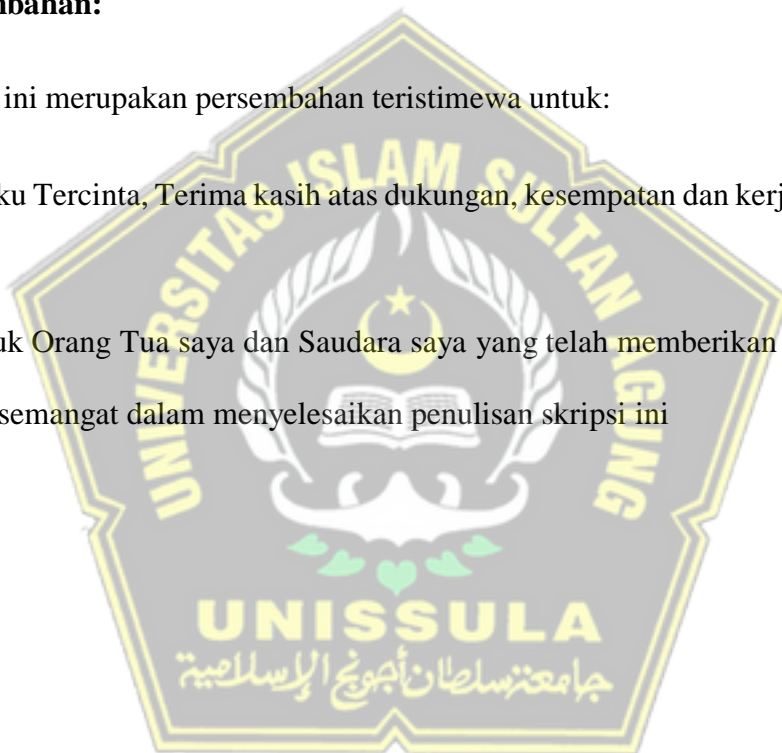 mbahan:
ini merupakan persembahan teristimewa untuk:
ku Tercinta, Terima kasih atas dukungan, kesempatan dan kerj
uk Orang Tua saya dan Saudara saya yang telah memberikan
semangat dalam menyelesaikan penulisan skripsi ini
UNIVERSITAS ISLAM SULTAN AGUNG
UNISSULA
جامعة سلطان أجونج الإسلامية